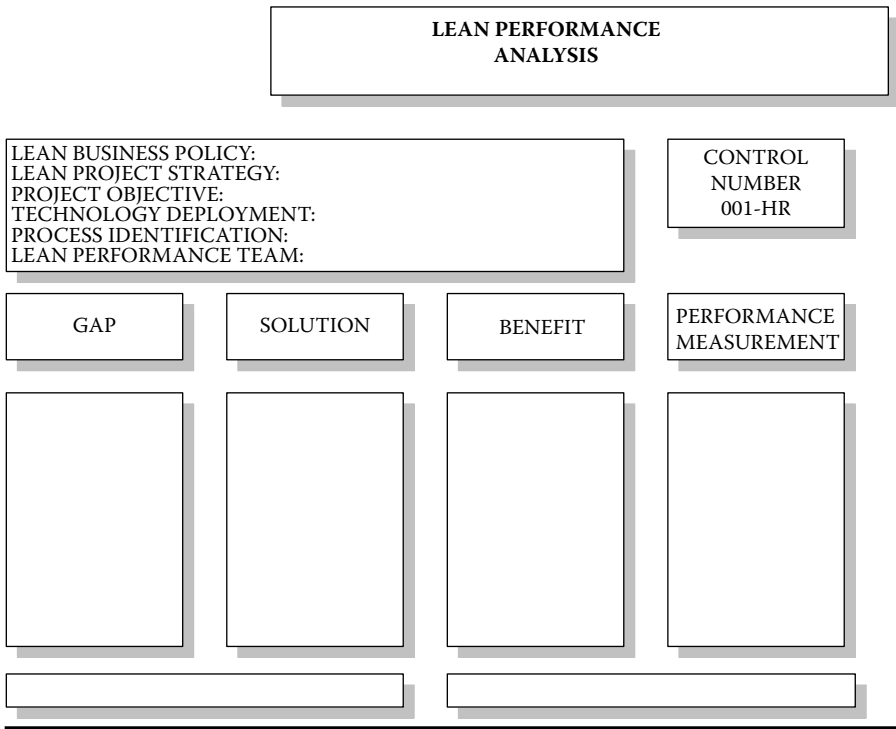 LEAN PERFORMANCE
ANALYSIS
LEAN BUSINESS POLICY:
LEAN PROJECT STRATEGY:
PROJECT OBJECTIVE:
TECHNOLOGY DEPLOYMENT:
PROCESS IDENTIFICATION:
LEAN PERFORMANCE TEAM:
CONTROL
NUMBER
001-HR
GAP
SOLUTION
BENEFIT
PERFORMANCE
MEASUREMENT